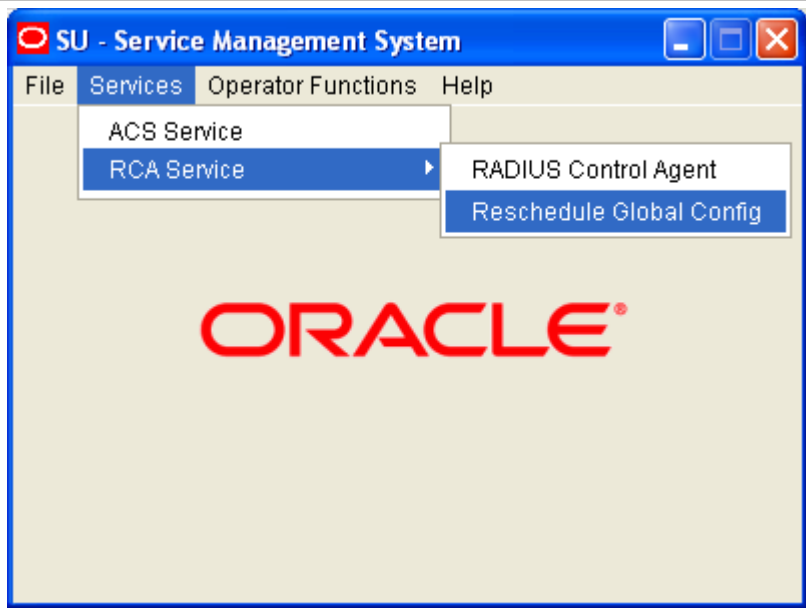 SU - Service Management System
File Services Operator Functions Help
ACS Service
RCA Service
RADIUS Control Agent
Reschedule Global Config
ORACLE®